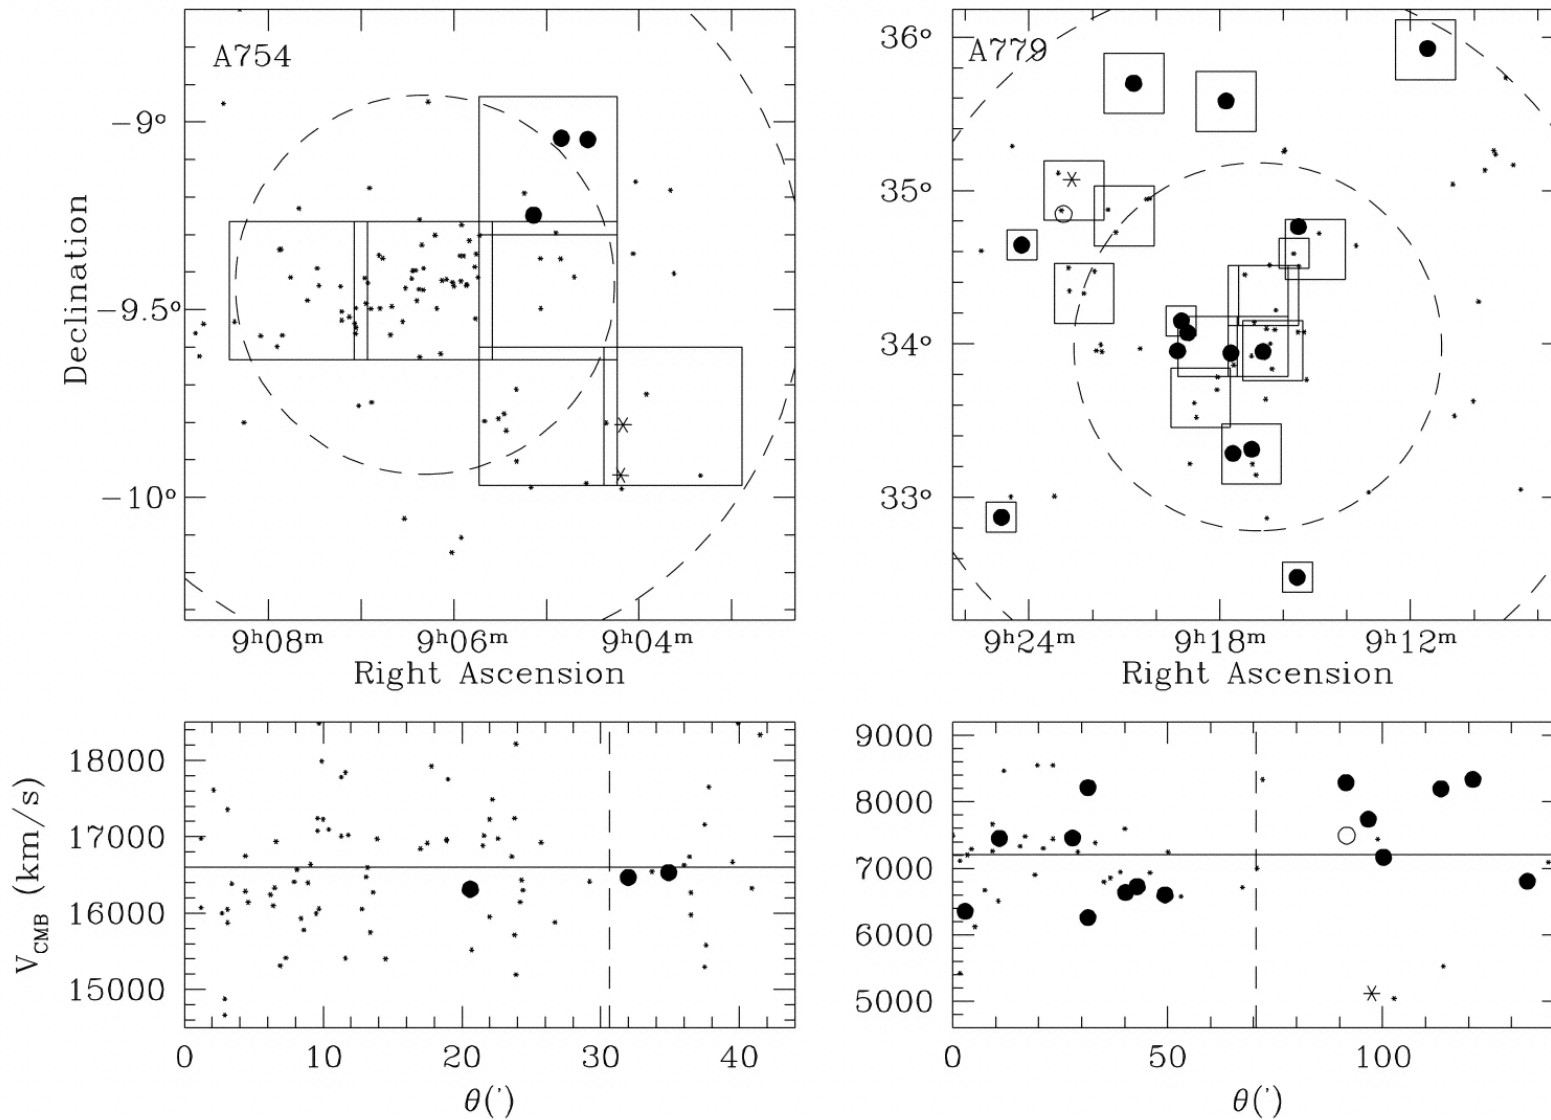 A754
−9°
−9.5°
−10°
Declination
9ʰ08ᵐ 9ʰ06ᵐ 9ʰ04ᵐ
Right Ascension
A779
36°
35°
34°
33°
9ʰ24ᵐ 9ʰ18ᵐ 9ʰ12ᵐ
Right Ascension
18000
17000
16000
15000
V_CMB (km/s)
0 10 20 30 40
θ(′)
9000
8000
7000
6000
5000
0 50 100
θ(′)